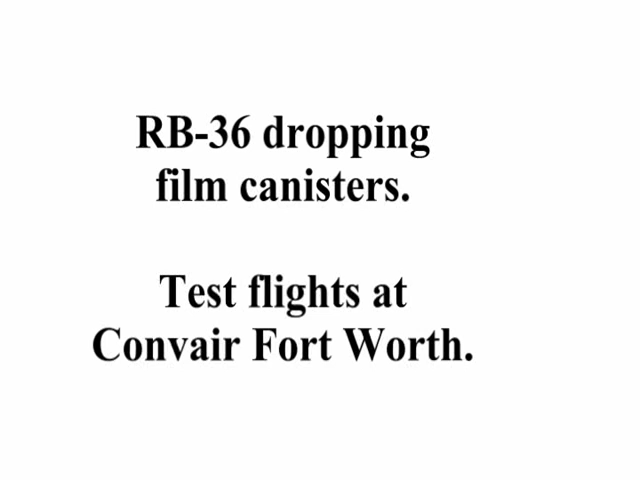 RB-36 dropping
film canisters.
Test flights at
Convair Fort Worth.